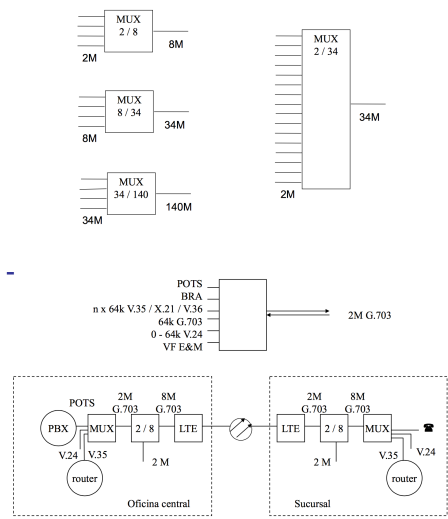 MUX
2 / 8
2M
8M
MUX
8 / 34
8M
34M
MUX
34 / 140
34M
140M
MUX
2 / 34
2M
34M
POTS
BRA
n x 64k V.35 / X.21 / V.36
64k G.703
0 - 64k V.24
VF E&M
2M G.703
POTS
2M
G.703
8M
G.703
PBX
MUX
2 / 8
LTE
V.24
V.35
2 M
router
Oficina central
2M
G.703
8M
G.703
LTE
2 / 8
MUX
2 M
V.35
V.24
router
Sucursal